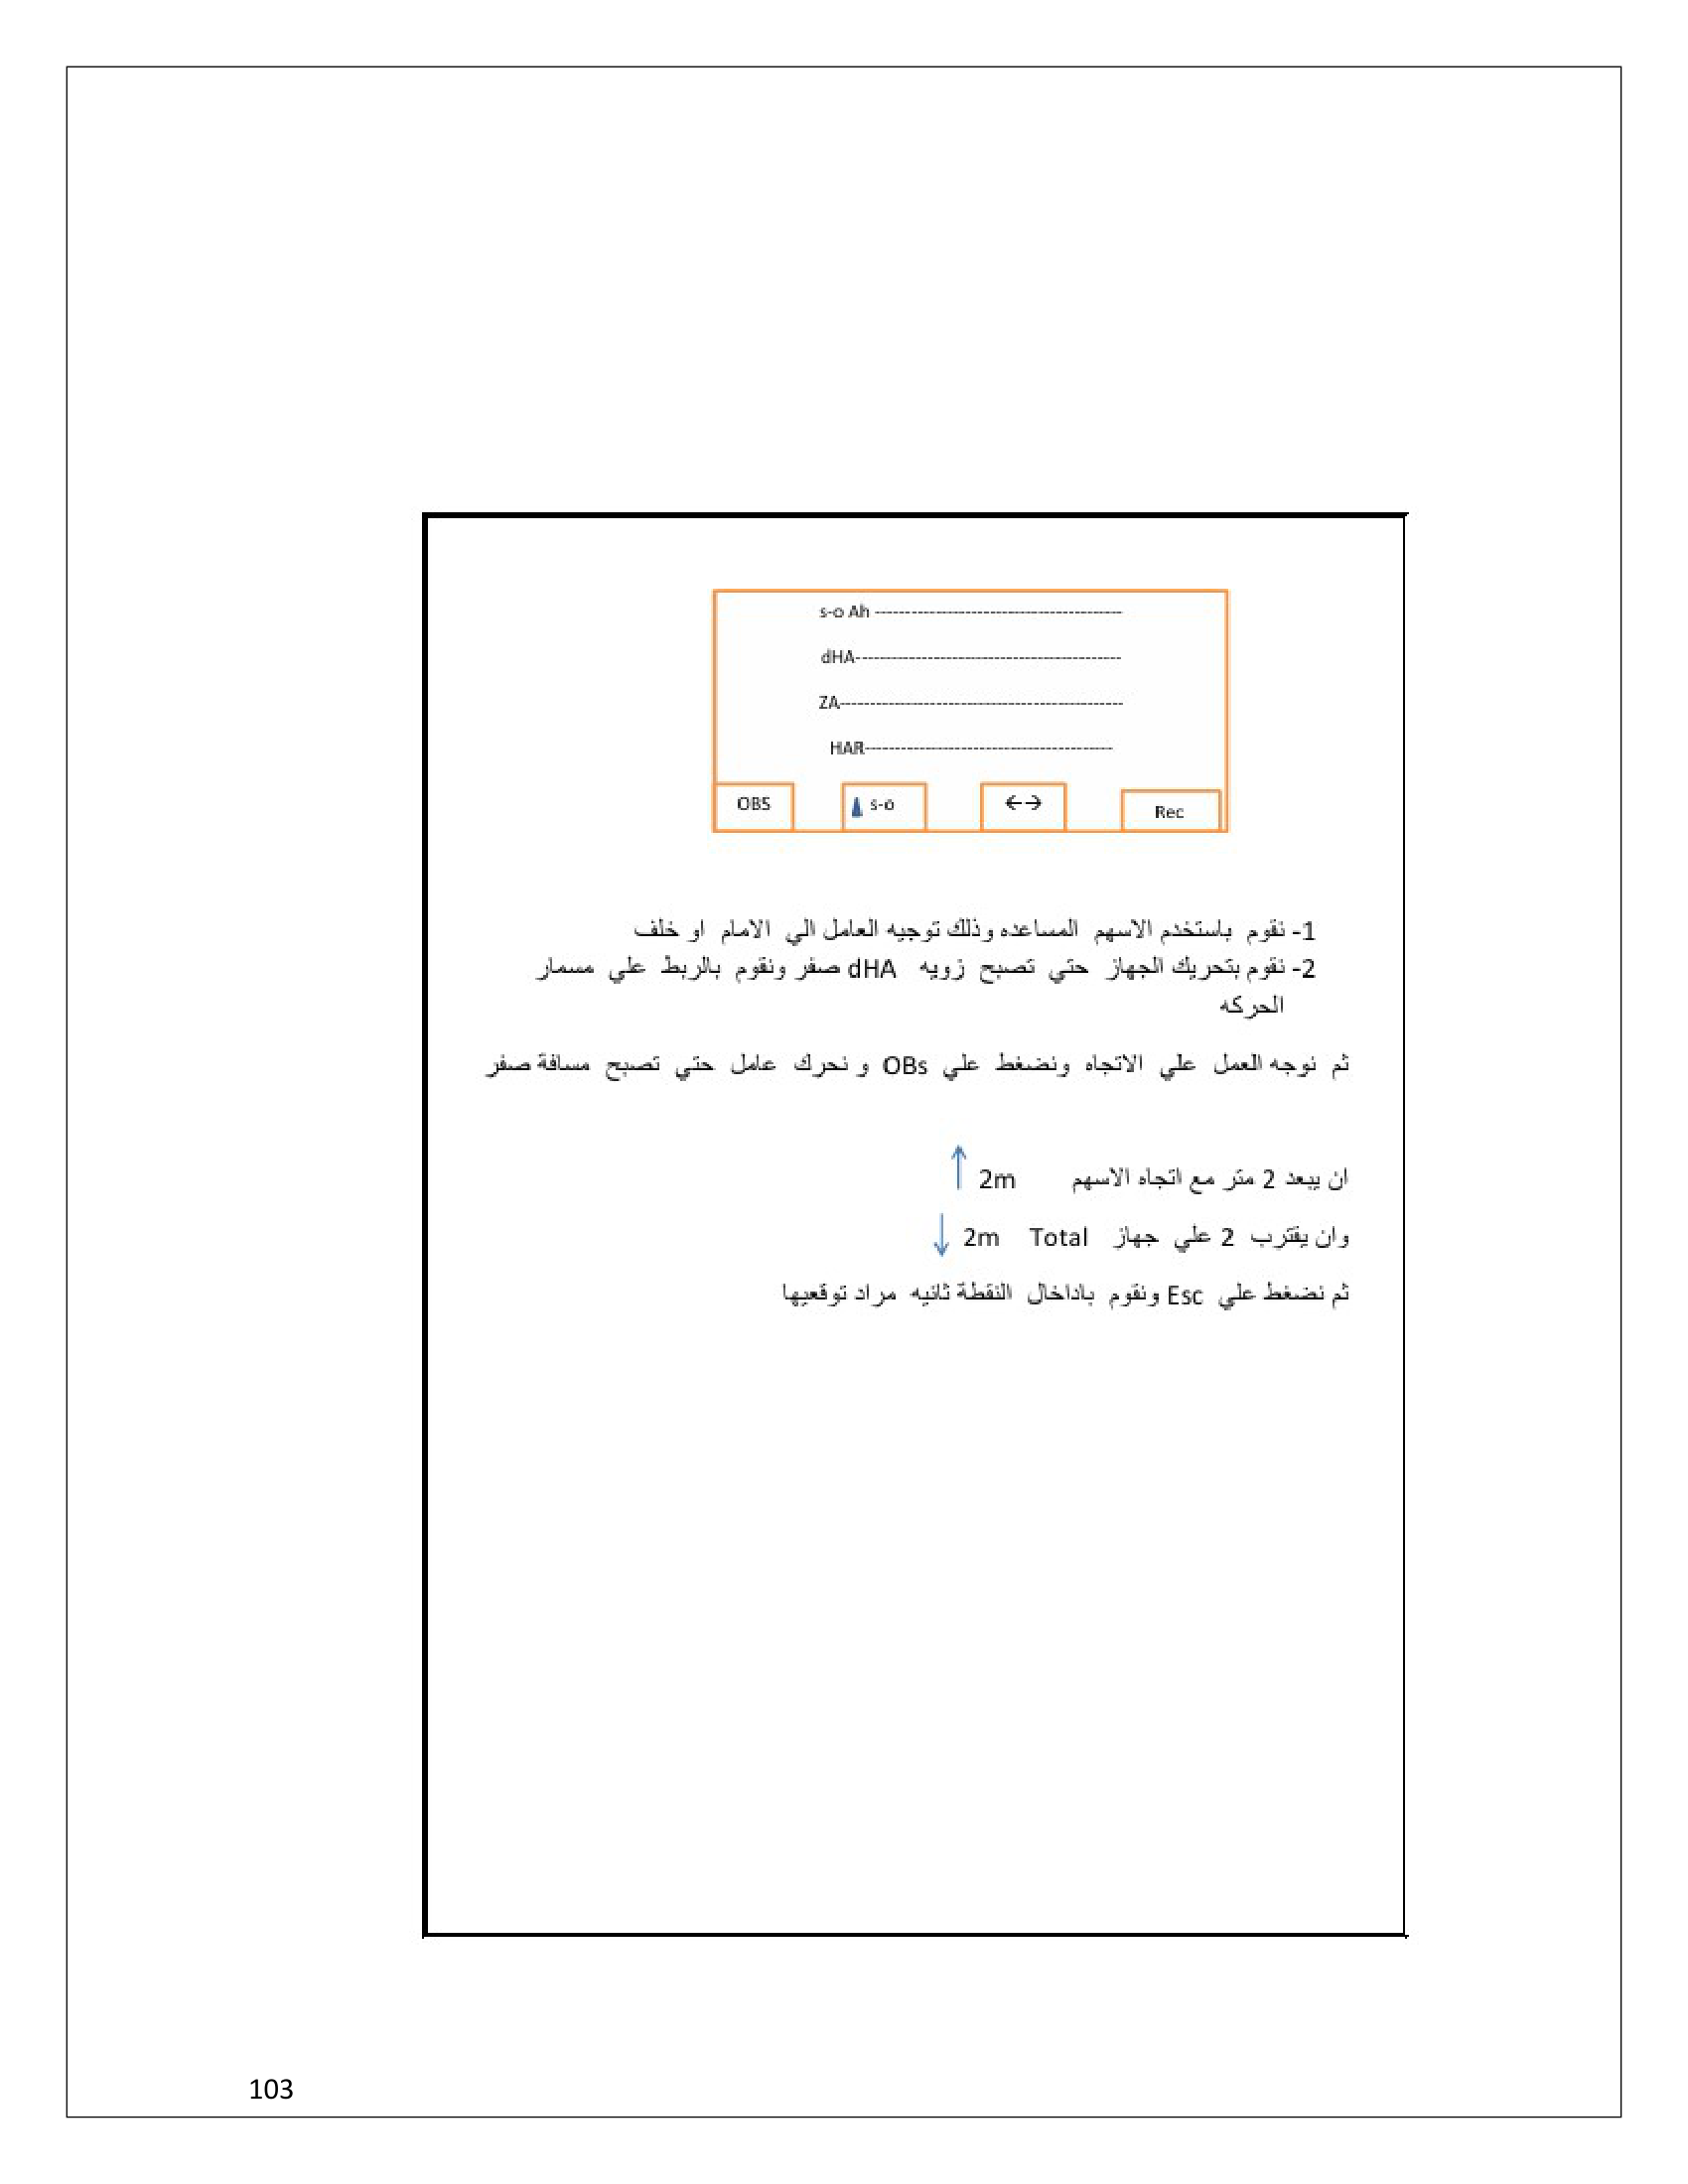 s-o Ah -----------------------------------------
dHA--------------------------------------------
ZA-----------------------------------------------
HAR-----------------------------------------
OBS s-o ←→ Rec
1- نقوم باستخدم الاسهم المساعده وذلك توجيه العامل الي الامام او خلف
2- نقوم بتحريك الجهاز حتي تصبح زويه dHA صفر ونقوم بالربط علي مسمار
الحركه
ثم نوجه العمل علي الاتجاه ونضغط علي OBs و نحرك عامل حتي تصبح مسافة صفر
ان يبعد 2 متر مع اتجاه الاسهم 2m ↑
وان يقترب 2 علي جهاز Total 2m ↓
ثم نضغط علي Esc ونقوم باداخال النقطة ثانيه مراد توقعيها
103